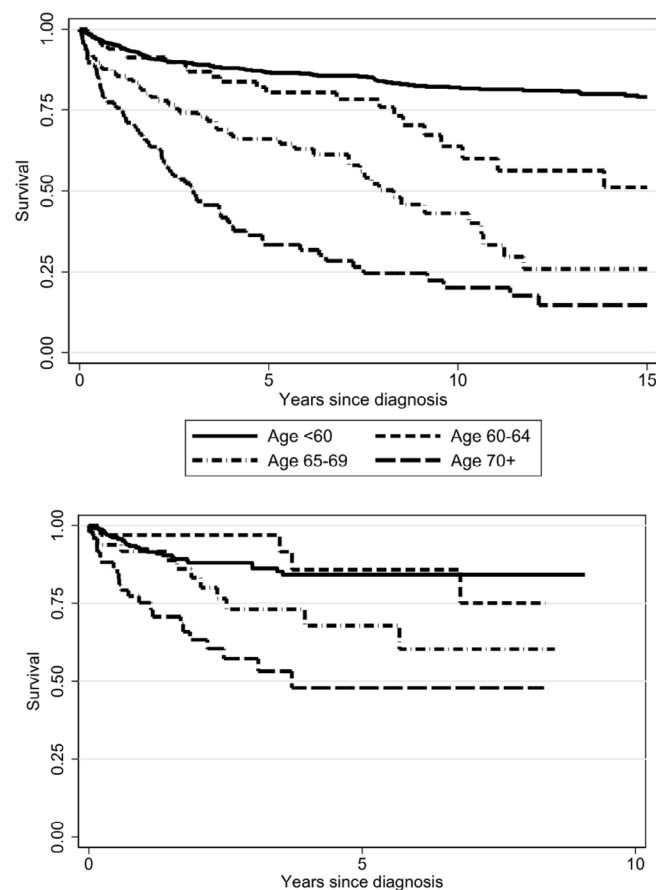 1.00
0.75
0.50
0.25
0.00
Survival
0 5 10 15
Years since diagnosis
Age <60 Age 60-64
Age 65-69 Age 70+
1.00
0.75
0.50
0.25
0.00
Survival
0 5 10
Years since diagnosis